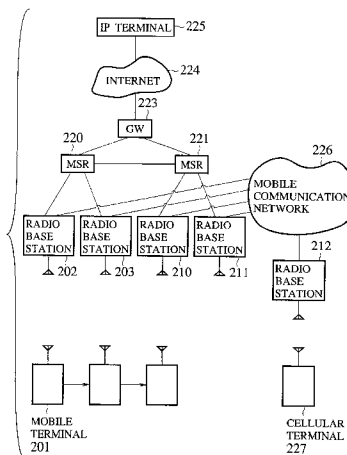 IP TERMINAL
225
INTERNET
224
223
GW
220
MSR
221
MSR
226
MOBILE
COMMUNICATION
NETWORK
RADIO
BASE
STATION
202
RADIO
BASE
STATION
203
RADIO
BASE
STATION
210
RADIO
BASE
STATION
211
212
RADIO
BASE
STATION
MOBILE
TERMINAL
201
CELLULAR
TERMINAL
227